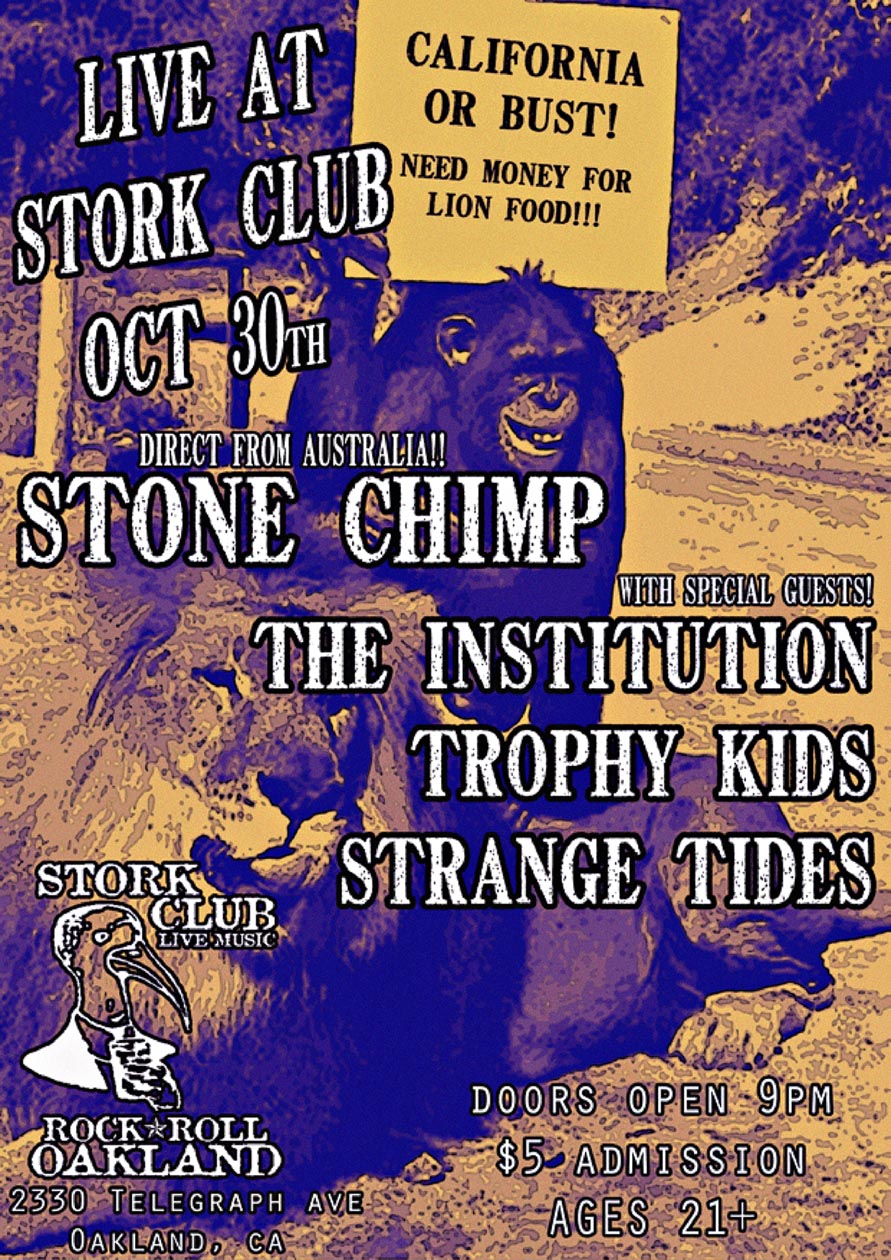 LIVE AT
STORK CLUB
OCT 30TH
CALIFORNIA
OR BUST!
NEED MONEY FOR
LION FOOD!!!
DIRECT FROM AUSTRALIA!!
STONE CHIMP
WITH SPECIAL GUESTS!
THE INSTITUTION
TROPHY KIDS
STRANGE TIDES
STORK
CLUB
LIVE MUSIC
ROCK★ROLL
OAKLAND
2330 TELEGRAPH AVE
OAKLAND, CA
DOORS OPEN 9PM
$5 ADMISSION
AGES 21+